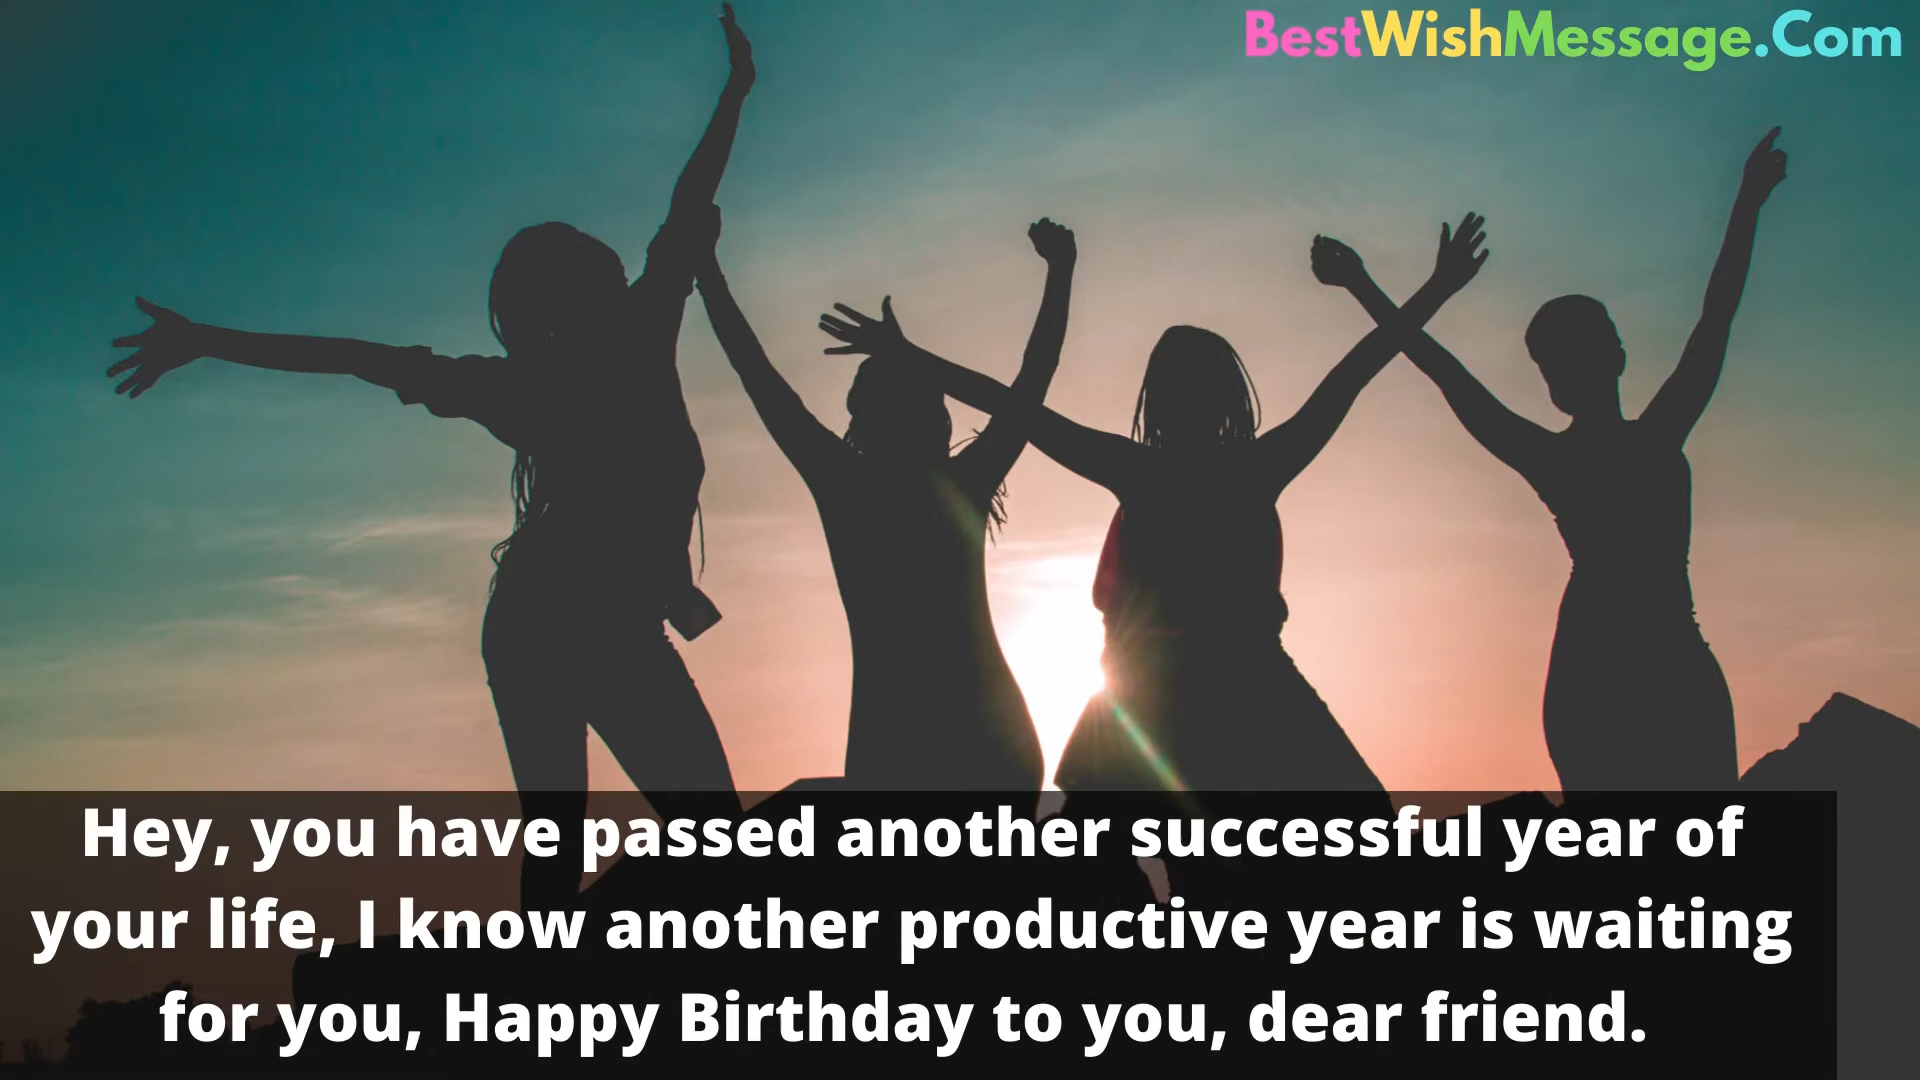 BestWishMessage.Com
Hey, you have passed another successful year of
your life, I know another productive year is waiting
for you, Happy Birthday to you, dear friend.